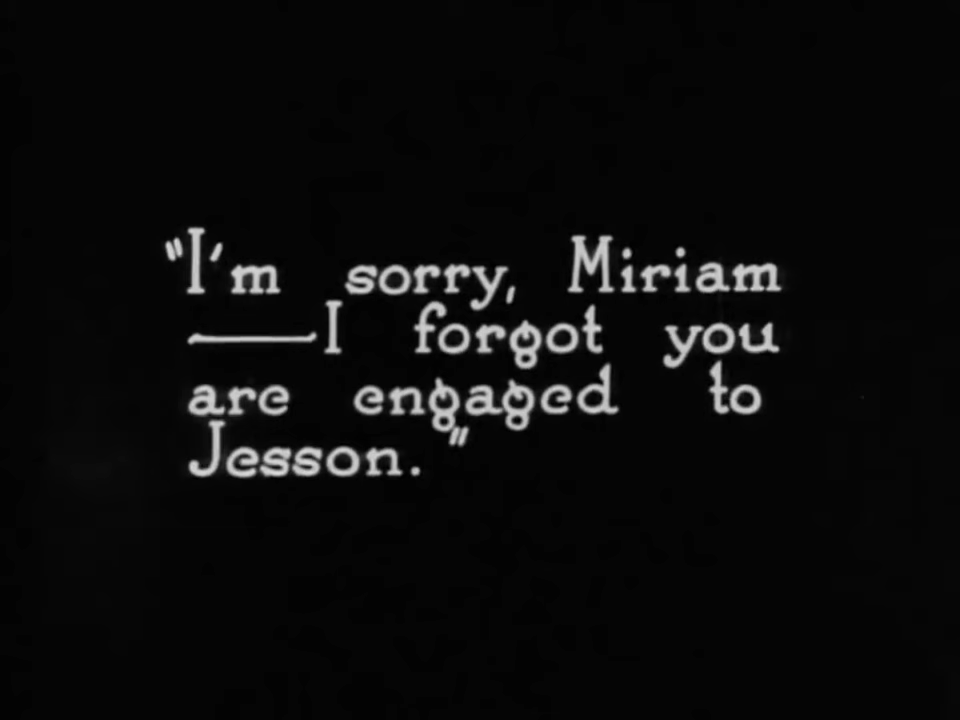 "I'm sorry, Miriam
—I forgot you
are engaged to
Jesson."